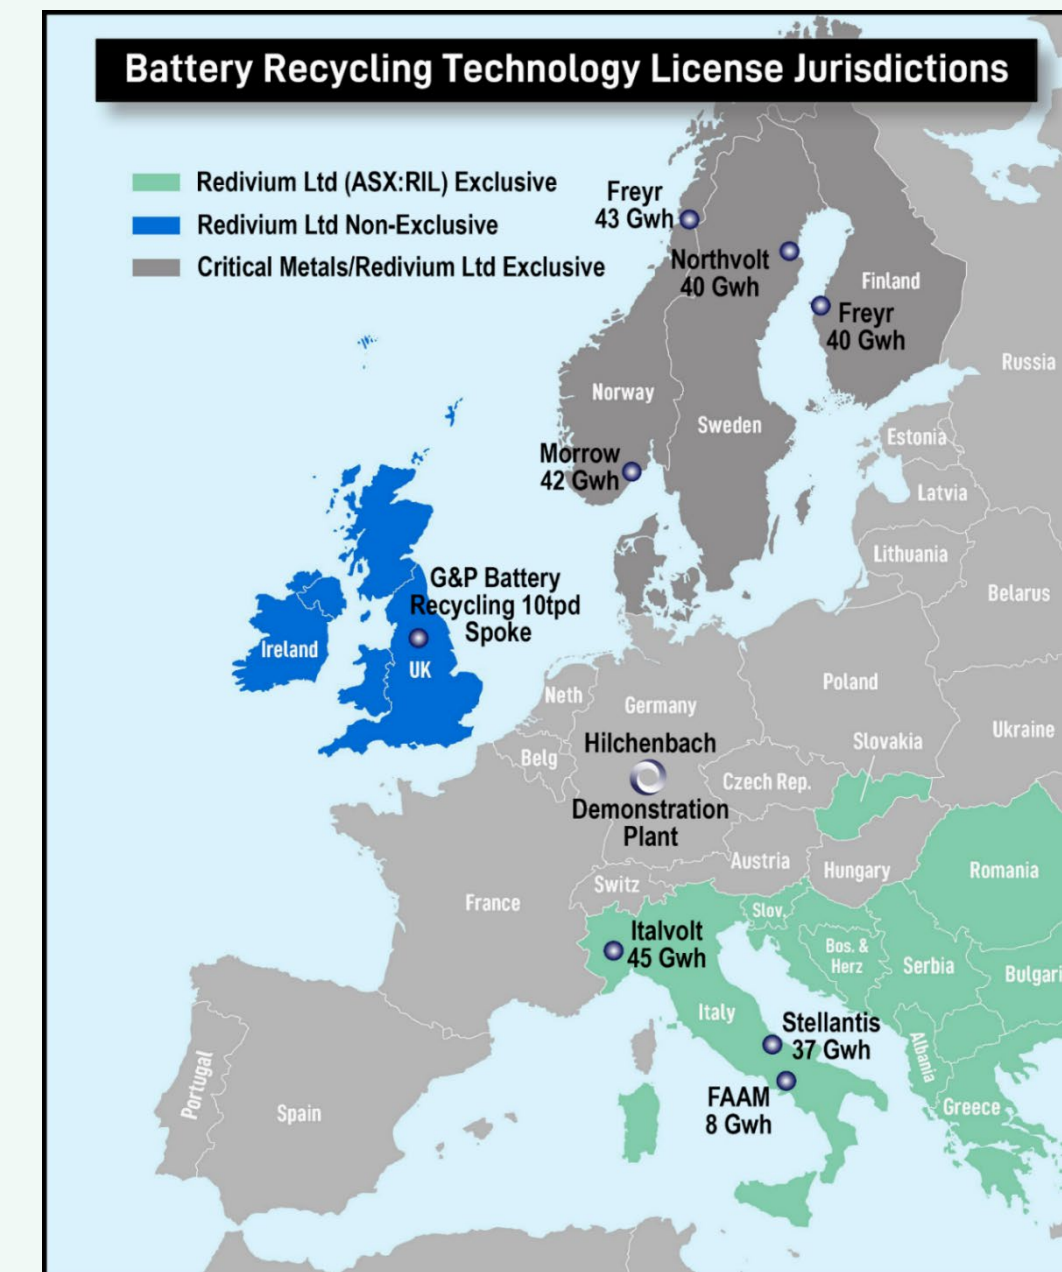 Battery Recycling Technology License Jurisdictions
Redivium Ltd (ASX:RIL) Exclusive
Redivium Ltd Non-Exclusive
Critical Metals/Redivium Ltd Exclusive
Freyr
43 Gwh
Northvolt
40 Gwh
Finland
Freyr
40 Gwh
Russia
Norway
Sweden
Estonia
Morrow
42 Gwh
Latvia
Lithuania
Belarus
G&P Battery
Recycling 10tpd
Spoke
Ireland
UK
Neth
Germany
Poland
Ukraine
Slovakia
Belg
Hilchenbach
Demonstration
Plant
Czech Rep.
Austria
Hungary
Romania
Switz
France
Slov.
Italvolt
45 Gwh
Bos. &
Herz
Serbia
Bulgari
Italy
Stellantis
37 Gwh
Albania
FAAM
8 Gwh
Greece
Portugal
Spain